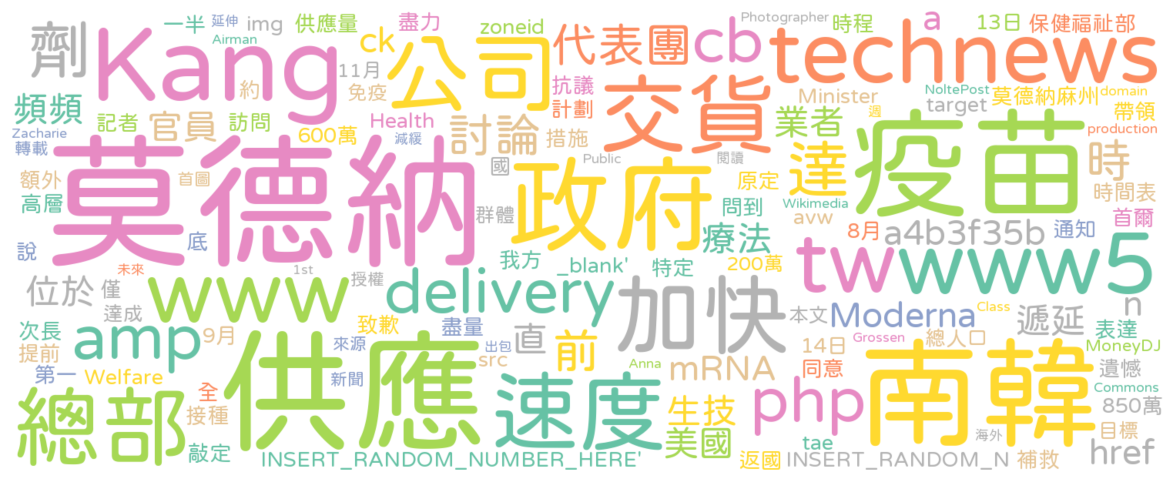 一半 延伸 img 供應量 盡力 zoneid Photographer 時程 a 13日 保健福祉部
劑 Kang Airman ck 公司 代表團 cb technews
11月 約 免疫 抗議 計劃 交貨 Minister NoltePost 莫德納麻州 domain
頻頻 記者 官員 訪問 600萬 Health 減緩 討論 措施 業者 target 週 帶領 production
Zacharie 轉載 莫德納 國 Public 閱讀 政府 達 疫苗 時
額外 首圖 高層 原定 Wikimedia 時間表
群體 問到 avw 8月 a4b3f35b 通知 首爾
說 底 我方 療法 tw www 5
未來 1st 授權 _blank' 特定 200萬
位於 僅 www delivery 加快 n
達成 本文 Moderna Class 遞延
次長 amp 9月 致歉 盡量 Grossen 總人口 表達
提前 來源 出包 src 直 前 14日 MoneyDJ
第一 Welfare 供應 新聞 Anna mRNA 同意 南韓 遺憾
全 速度 Commons
總部 接種 生技 php 850萬
敲定 美國 tae 海外 目標
INSERT_RANDOM_NUMBER_HERE' 返國 INSERT_RANDOM_N 補救 href